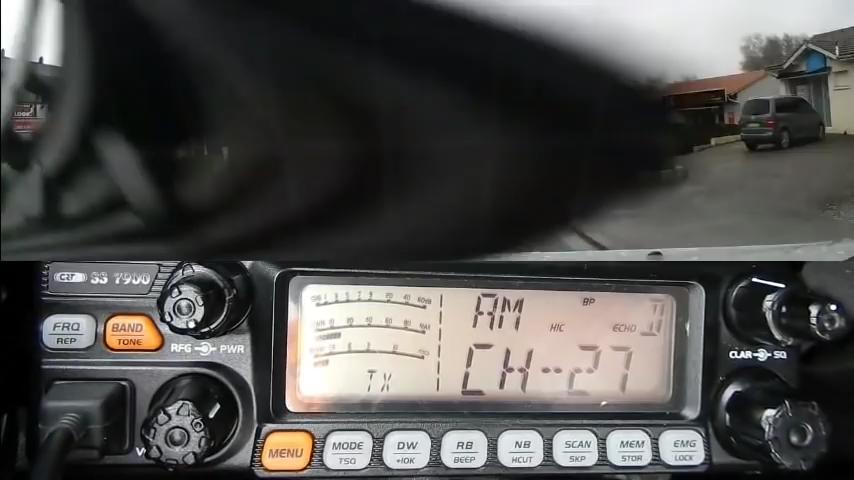 CRT SS 7900
FRQ
REP
BAND
TONE
RFG PWR
AM
BP
HIC
ECHO
D
CH--27
TX
CLAR SQ
V
MENU
MODE
TSQ
DW
+10K
RB
BEEP
NB
HCUT
SCAN
SKP
MEM
STOR
EMG
LOCK